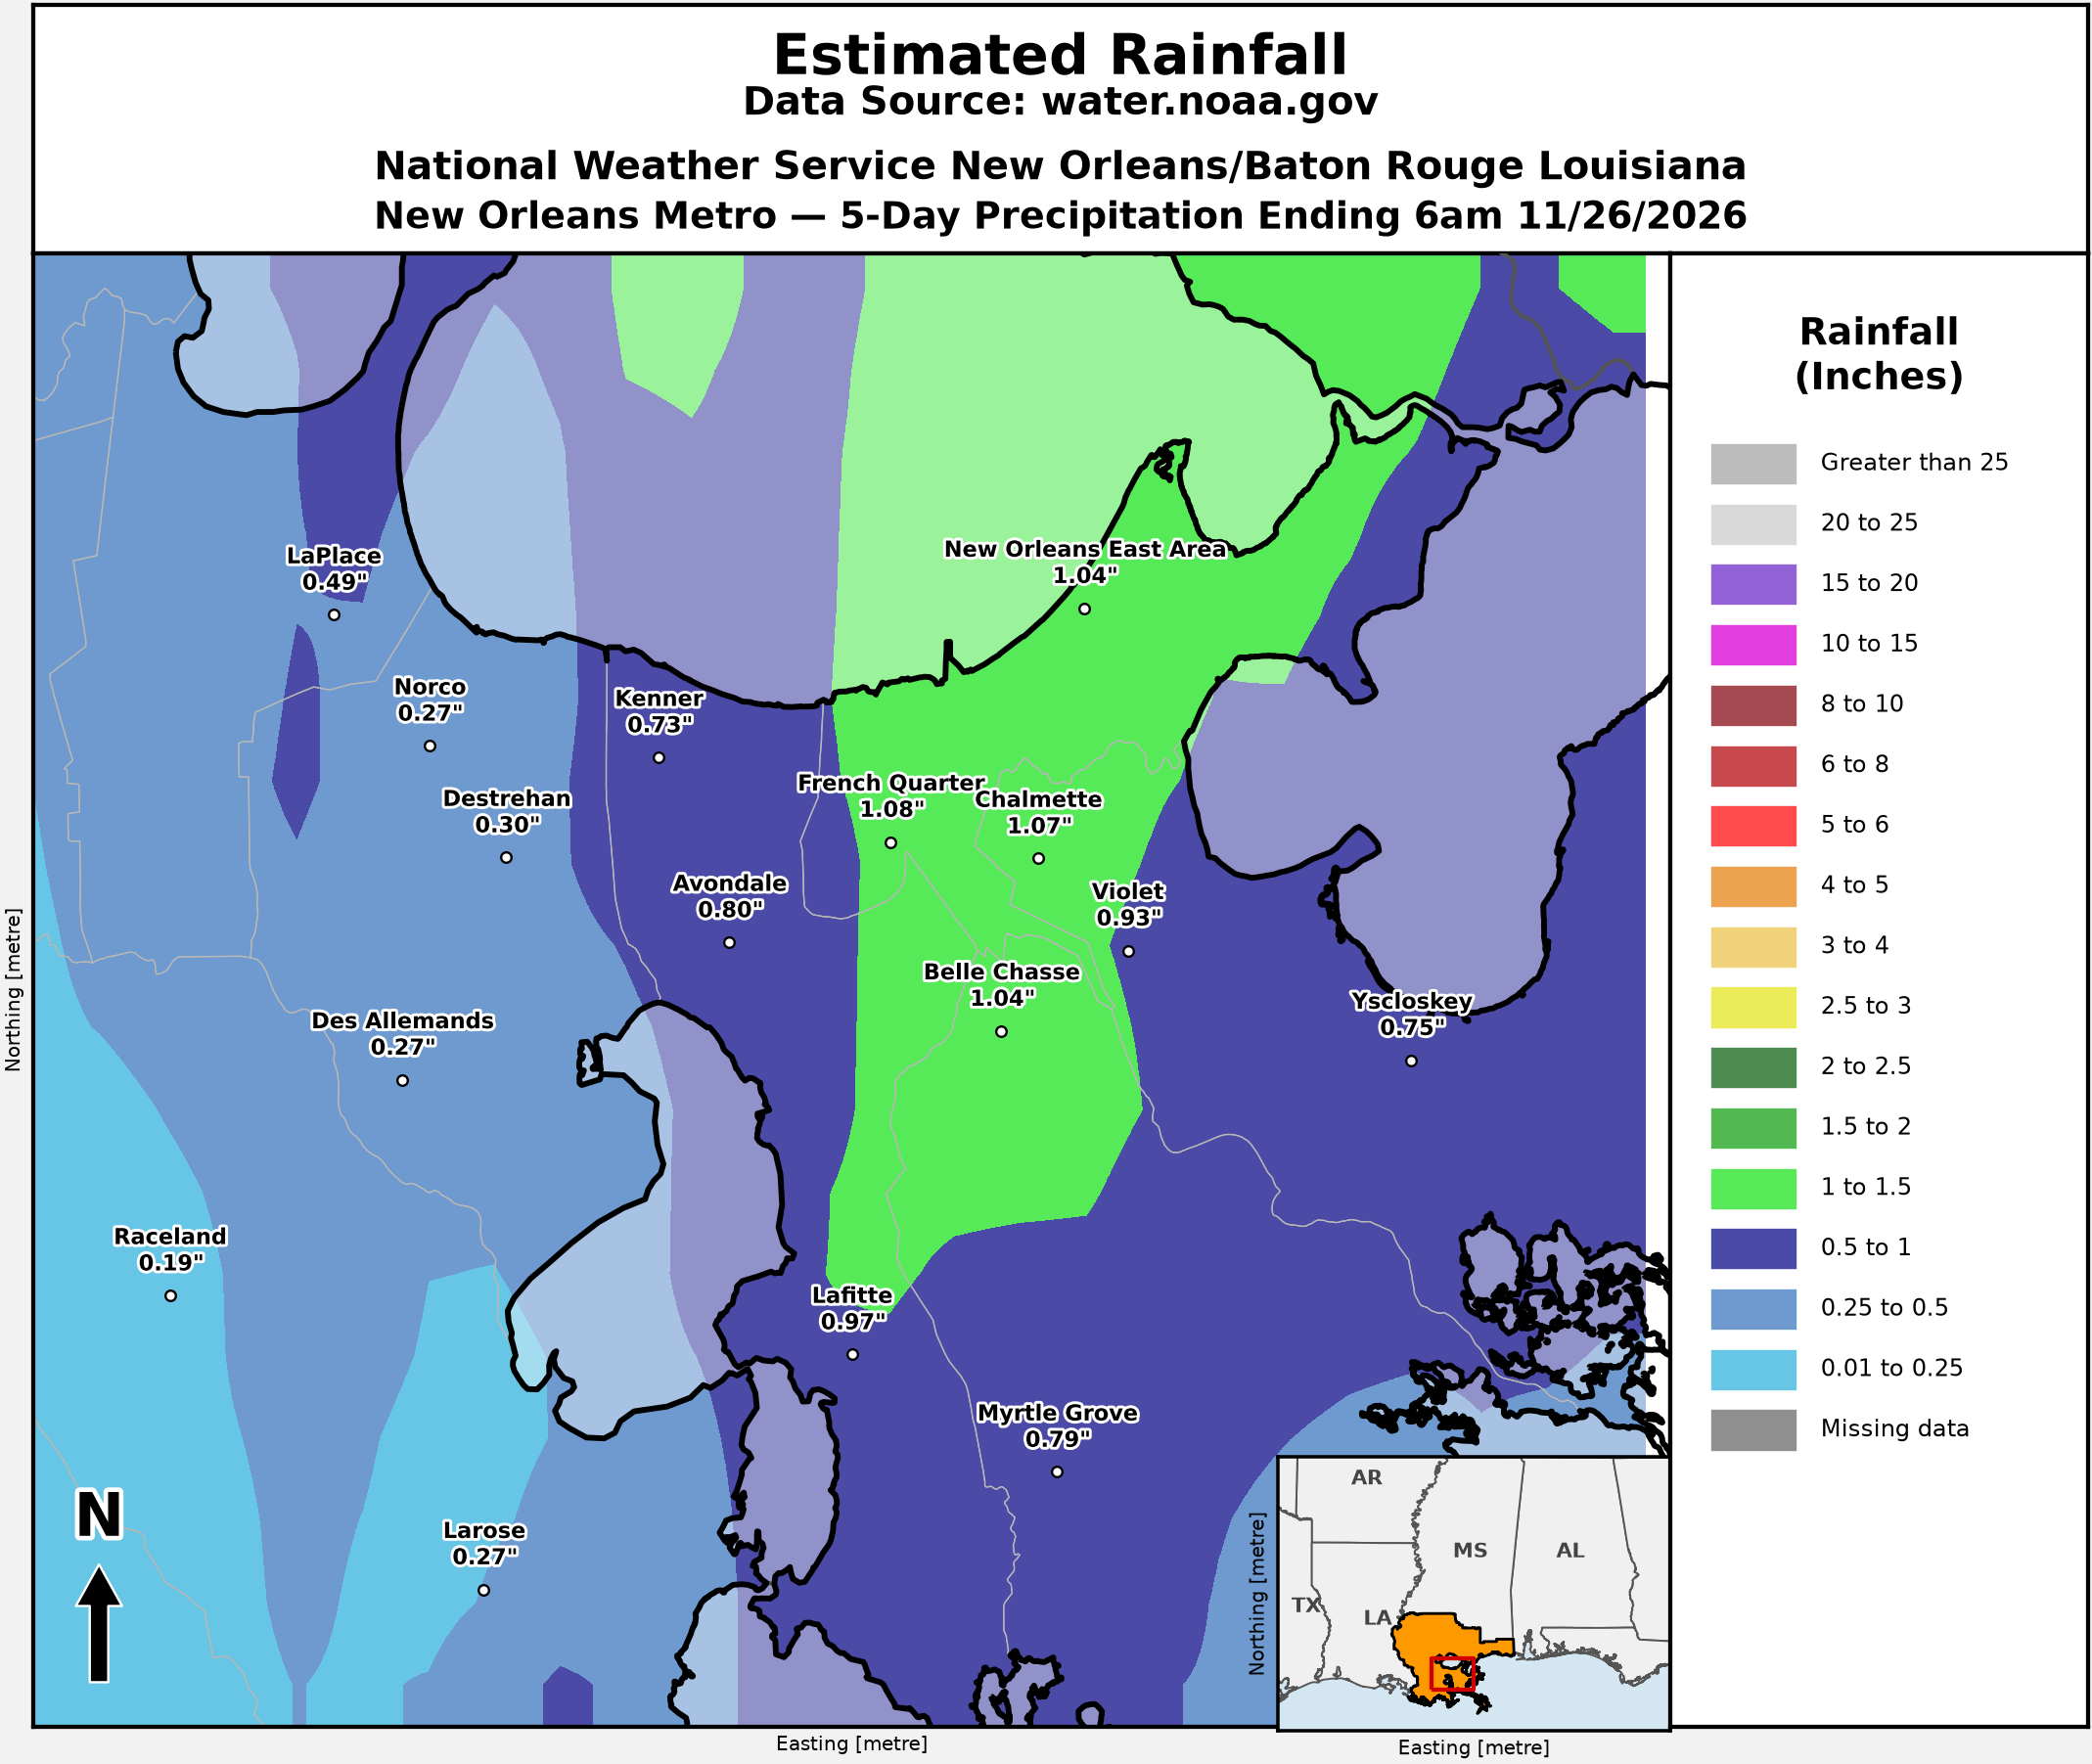 Estimated Rainfall
Data Source: water.noaa.gov
National Weather Service New Orleans/Baton Rouge Louisiana
New Orleans Metro — 5-Day Precipitation Ending 6am 11/26/2026
Rainfall
(Inches)
Greater than 25
20 to 25
15 to 20
10 to 15
8 to 10
6 to 8
5 to 6
4 to 5
3 to 4
2.5 to 3
2 to 2.5
1.5 to 2
1 to 1.5
0.5 to 1
0.25 to 0.5
0.01 to 0.25
Missing data
LaPlace
0.49"
New Orleans East Area
1.04"
Norco
0.27"
Kenner
0.73"
Destrehan
0.30"
French Quarter
1.08"
Chalmette
1.07"
Avondale
0.80"
Violet
0.93"
Belle Chasse
1.04"
Yscloskey
0.75"
Des Allemands
0.27"
Raceland
0.19"
Lafitte
0.97"
Myrtle Grove
0.79"
Larose
0.27"
N
AR
MS
AL
TX
LA
Northing [metre]
Easting [metre]
Northing [metre]
Easting [metre]